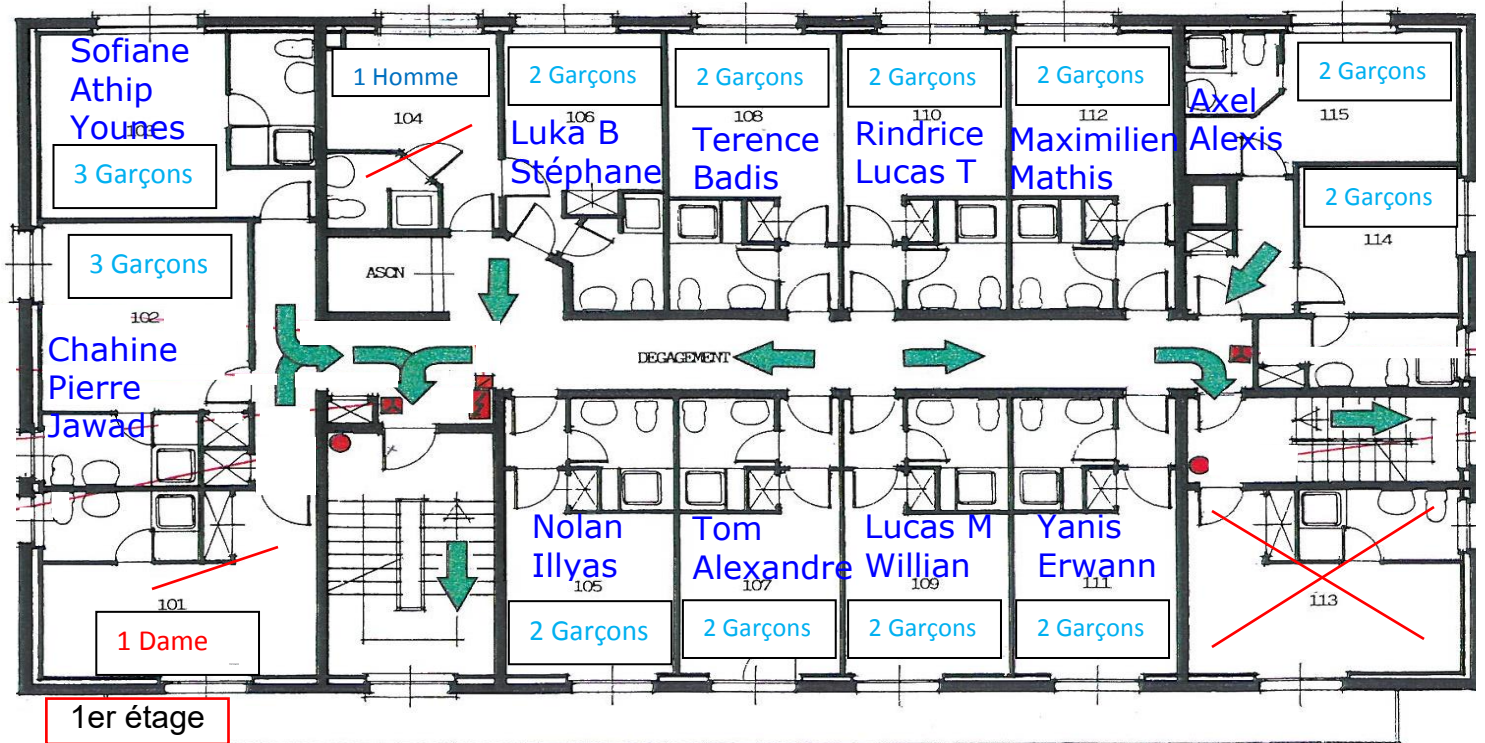 Sofiane
Athip
Younes
103
3 Garçons
1 Homme
104
2 Garçons
106
Luka B
Stéphane
2 Garçons
108
Terence
Badis
2 Garçons
110
Rindrice
Lucas T
2 Garçons
112
Maximilien
Mathis
Axel
Alexis
2 Garçons
115
2 Garçons
114
3 Garçons
102
Chahine
Pierre
Jawad
ASCN
DEGAGEMENT
101
1 Dame
Nolan
Illyas
105
2 Garçons
Tom
Alexandre
107
2 Garçons
Lucas M
Willian
109
2 Garçons
Yanis
Erwann
111
2 Garçons
113
1er étage